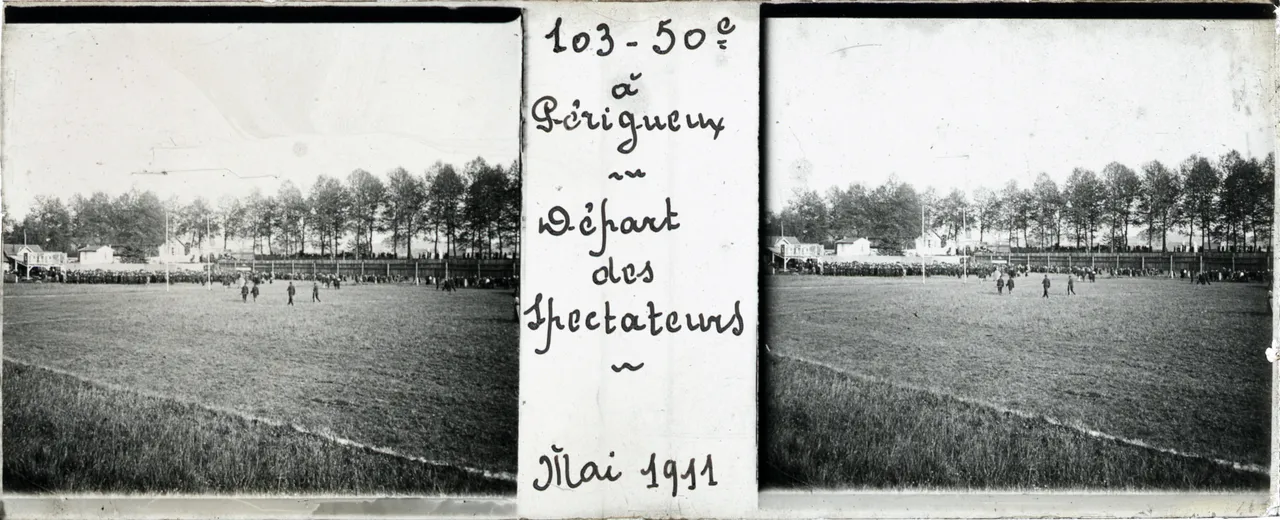 103-50e
à
Périgueux
Départ
des
Spectateurs
Mai 1911